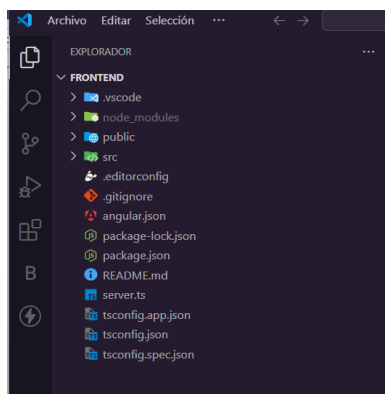 Archivo Editar Selección ...
EXPLORADOR ...
FRONTEND
.vscode
node_modules
public
src
.editorconfig
.gitignore
angular.json
package-lock.json
package.json
README.md
server.ts
tsconfig.app.json
tsconfig.json
tsconfig.spec.json